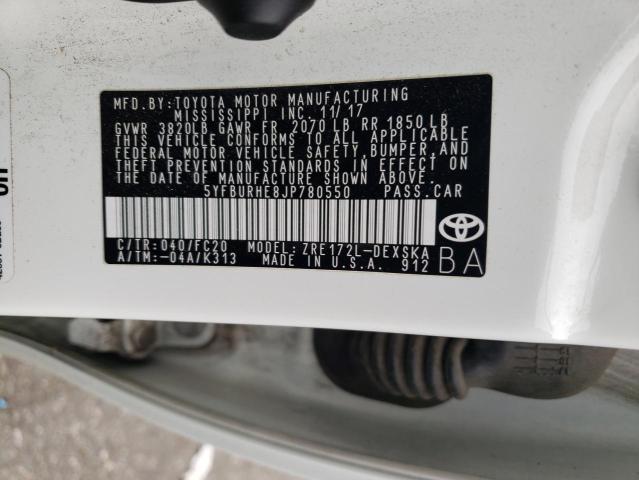 MFD.BY:TOYOTA MOTOR MANUFACTURING
MISSISSIPPI INC. 11/17
GVWR 3820LB GAWR FR 2070 LB, RR 1850 LB
THIS VEHICLE CONFORMS TO ALL APPLICABLE
FEDERAL MOTOR VEHICLE SAFETY, BUMPER, AND
THEFT PREVENTION STANDARDS IN EFFECT ON
THE DATE OF MANUFACTURE SHOWN ABOVE.
5YFBURHE8JP780550 PASS.CAR
C/TR:040/FC20 MODEL:ZRE172L-DEXSKA
A/TM:-04A/K313 MADE IN U.S.A. 912
BA